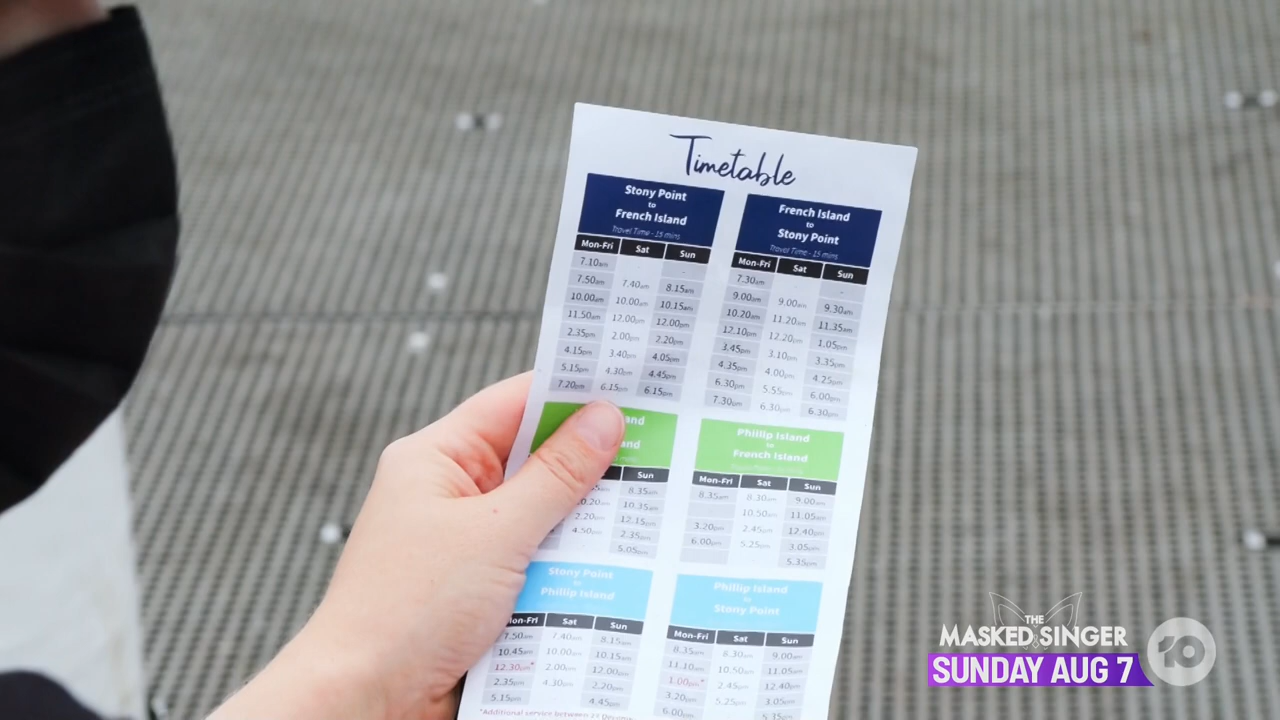 Timetable
Stony Point
to
French Island
Travel Time - 15 mins
Mon-Fri Sat Sun
7.10am - -
7.50am 7.40am 8.15am
10.00am 10.00am 10.15am
11.50am 12.00pm 12.00pm
2.35pm 2.00pm 2.20pm
4.15pm 3.40pm 4.05pm
5.15pm 4.30pm 4.45pm
7.20pm 6.15pm 6.15pm
French Island
to
Stony Point
Travel Time - 15 mins
Mon-Fri Sat Sun
7.30am - -
9.00am 9.00am 9.30am
10.20am 11.20am 11.35am
12.10pm 12.20pm 1.05pm
3.45pm 3.10pm 3.35pm
4.35pm 4.00pm 4.25pm
6.30pm 5.55pm 6.00pm
7.30pm 6.30pm 6.30pm
Sun
8.35am
10.20am 10.35am
2.20pm 12.15pm
4.50pm 2.35pm
5.05pm
Phillip Island
to
French Island
Mon-Fri Sat Sun
8.35am 8.30am 9.00am
10.50am 11.05am
3.20pm 2.45pm 12.40pm
6.00pm 5.25pm 3.05pm
5.35pm
Stony Point
to
Phillip Island
Mon-Fri Sat Sun
7.50am 7.40am 8.15am
10.45am 10.00am 10.15am
12.30pm* 2.00pm 12.00pm
2.35pm 4.30pm 2.20pm
5.15pm 4.45pm
*Additional service between 23 Decem
Phillip Island
to
Stony Point
Mon-Fri Sat Sun
8.35am 8.30am 9.00am
11.10am 10.50am 11.05am
1.00pm* 2.45pm 12.40pm
3.20pm 5.25pm 3.05pm
6.00pm 5.35pm
THE
MASKED SINGER
SUNDAY AUG 7
10